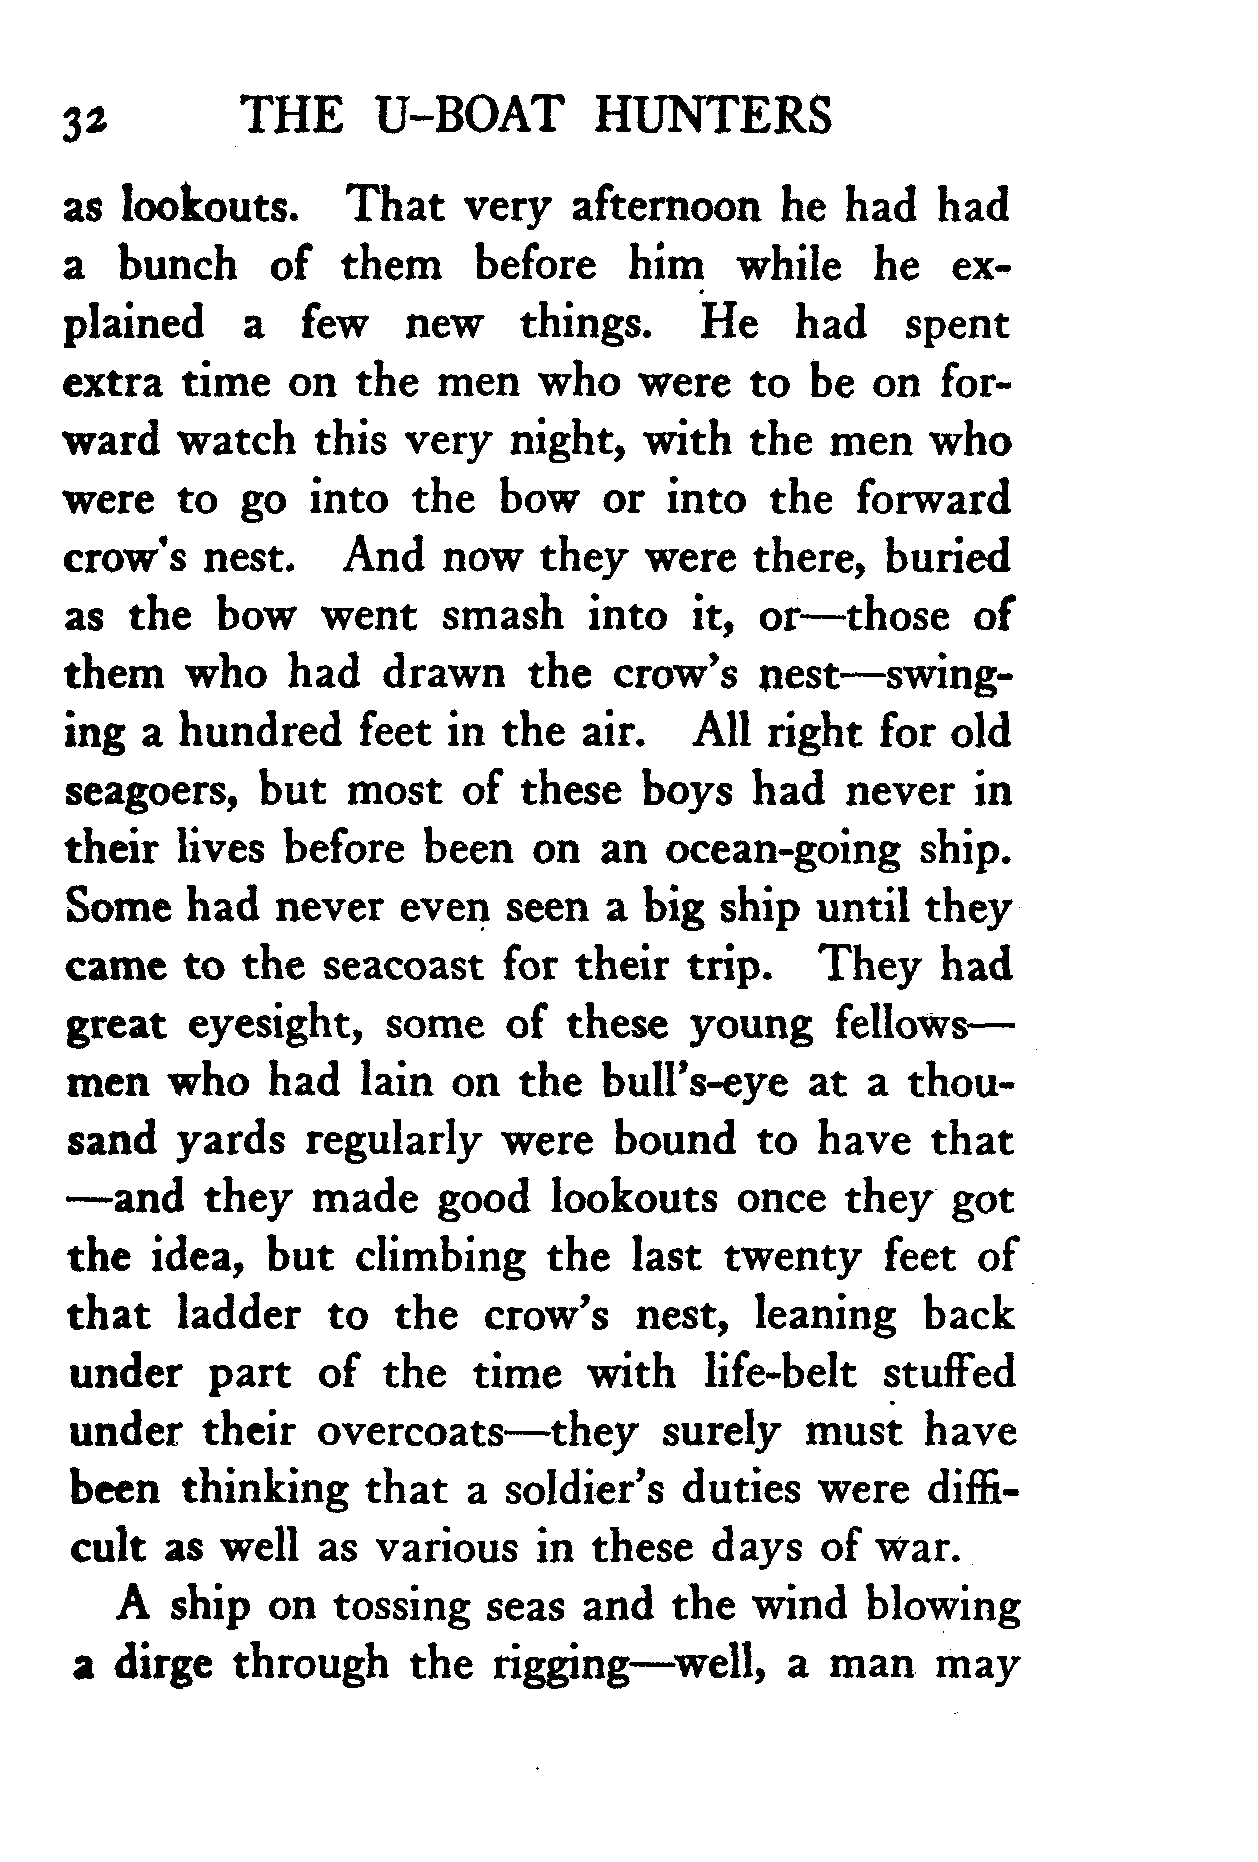 32 THE U-BOAT HUNTERS
as lookouts. That very afternoon he had had
a bunch of them before him while he ex-
plained a few new things. He had spent
extra time on the men who were to be on for-
ward watch this very night, with the men who
were to go into the bow or into the forward
crow's nest. And now they were there, buried
as the bow went smash into it, or—those of
them who had drawn the crow's nest—swing-
ing a hundred feet in the air. All right for old
seagoers, but most of these boys had never in
their lives before been on an ocean-going ship.
Some had never even seen a big ship until they
came to the seacoast for their trip. They had
great eyesight, some of these young fellows—
men who had lain on the bull's-eye at a thou-
sand yards regularly were bound to have that
—and they made good lookouts once they got
the idea, but climbing the last twenty feet of
that ladder to the crow's nest, leaning back
under part of the time with life-belt stuffed
under their overcoats—they surely must have
been thinking that a soldier's duties were diffi-
cult as well as various in these days of war.
A ship on tossing seas and the wind blowing
a dirge through the rigging—well, a man may